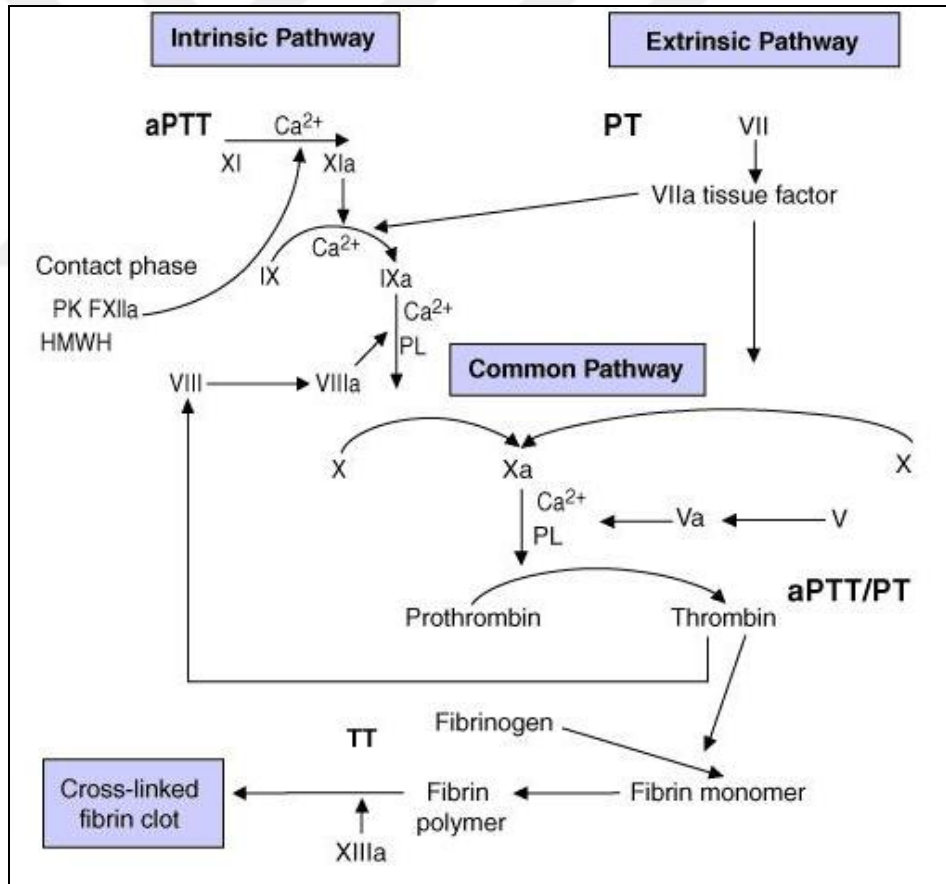 Intrinsic Pathway
Extrinsic Pathway
aPTT
Ca2+
XI
XIa
PT
VII
VIIa tissue factor
Ca2+
IX
IXa
Contact phase
PK FXIIa
HMWH
Ca2+
PL
VIII
VIIIa
Common Pathway
X
Xa
X
Ca2+
PL
Va
V
aPTT/PT
Prothrombin
Thrombin
Fibrinogen
TT
Cross-linked
fibrin clot
Fibrin
polymer
Fibrin monomer
XIIIa